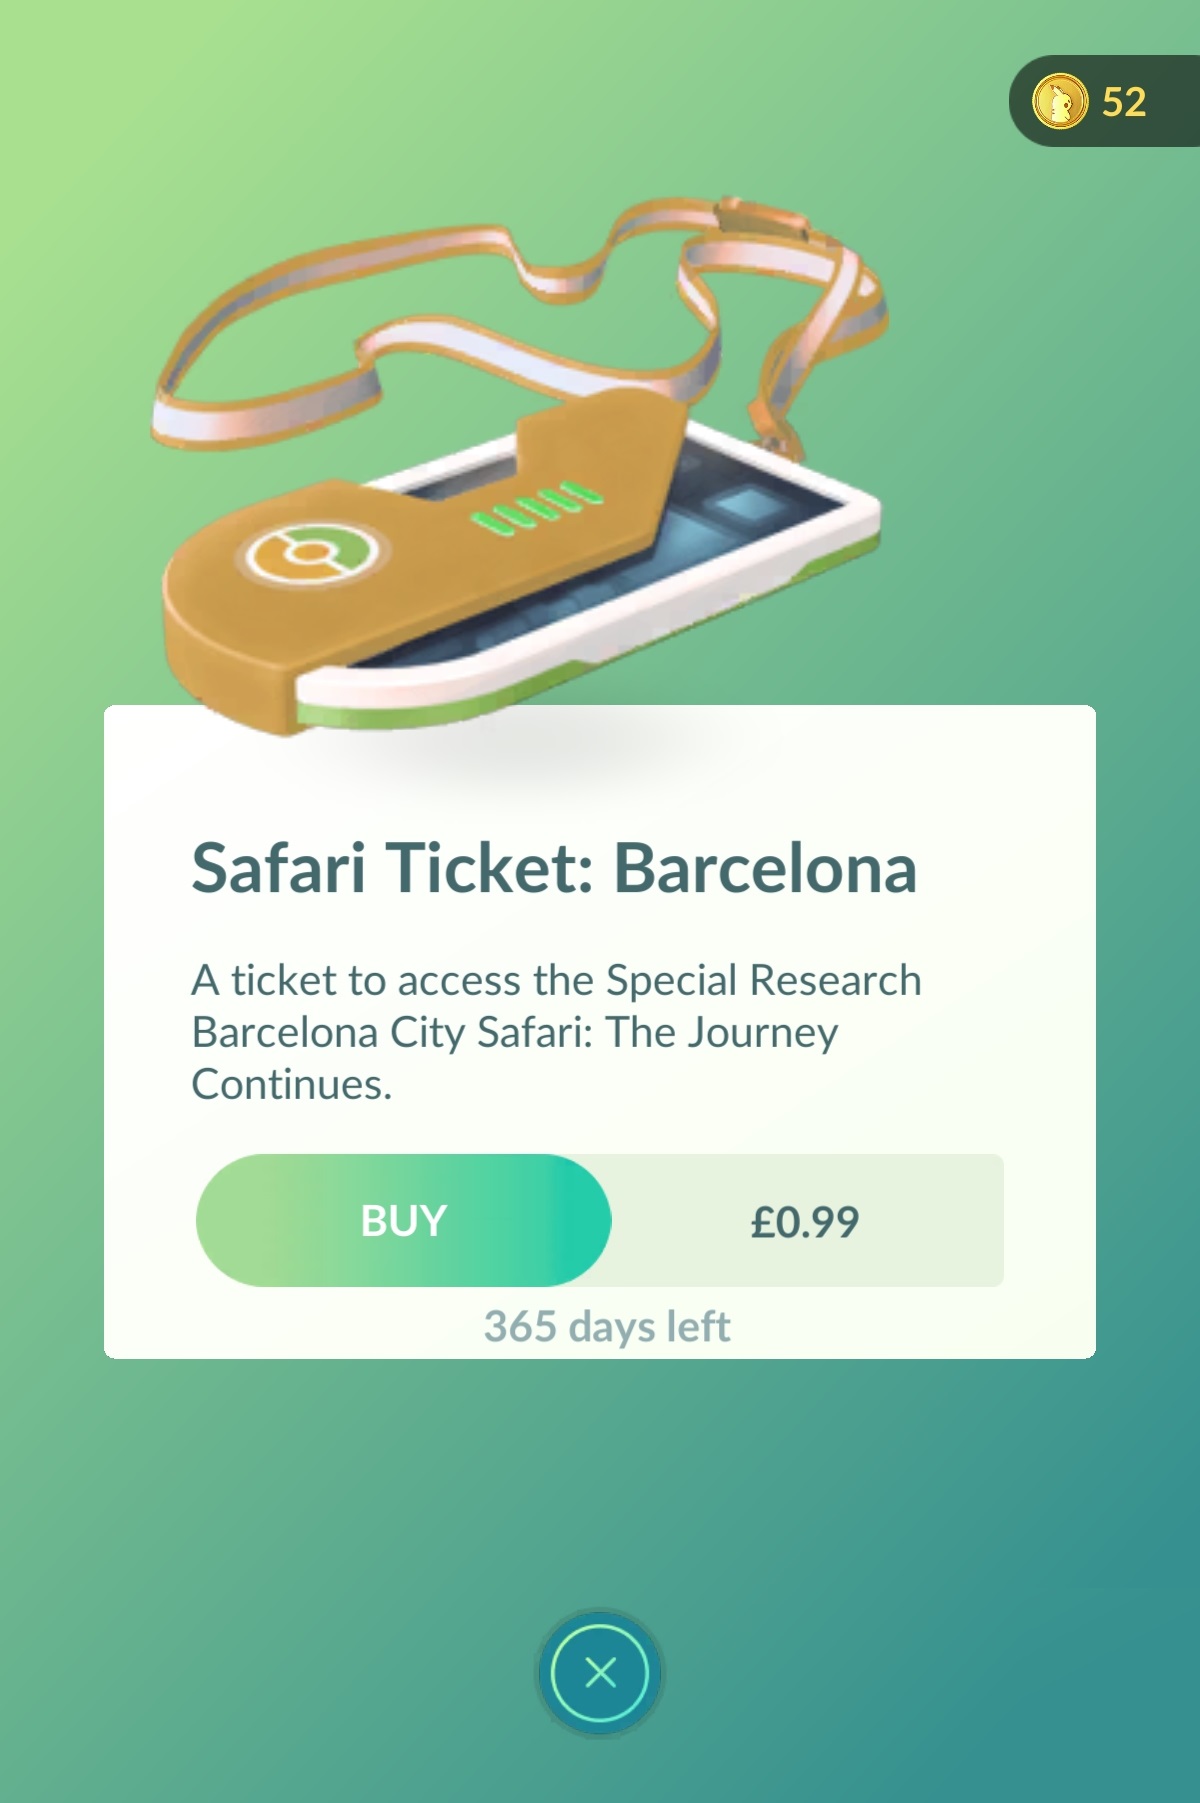 52
Safari Ticket: Barcelona
A ticket to access the Special Research
Barcelona City Safari: The Journey
Continues.
BUY
£0.99
365 days left